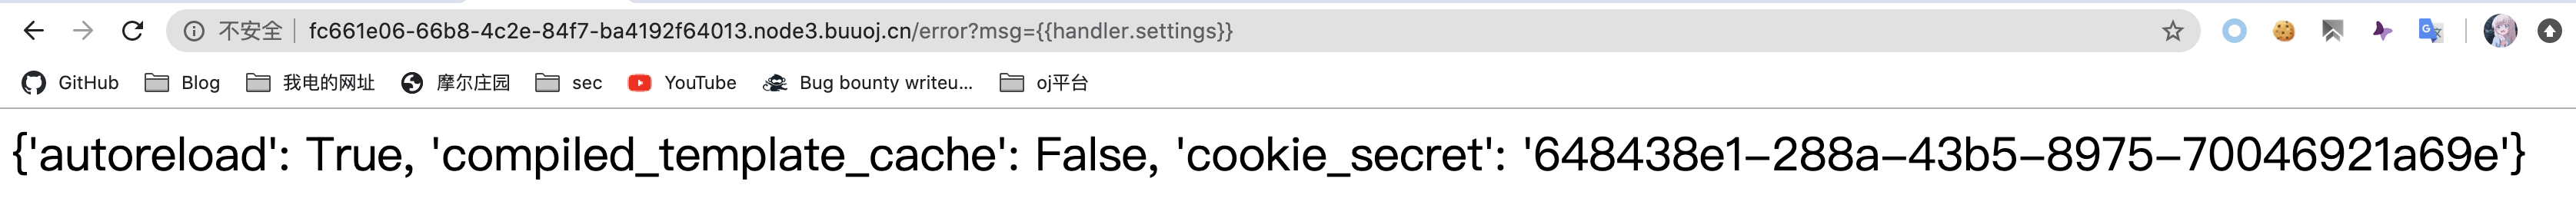 不安全 fc661e06-66b8-4c2e-84f7-ba4192f64013.node3.buuoj.cn/error?msg={{handler.settings}}
GitHub Blog 我电的网址 摩尔庄园 sec YouTube Bug bounty writeu... oj平台
{'autoreload': True, 'compiled_template_cache': False, 'cookie_secret': '648438e1-288a-43b5-8975-70046921a69e'}